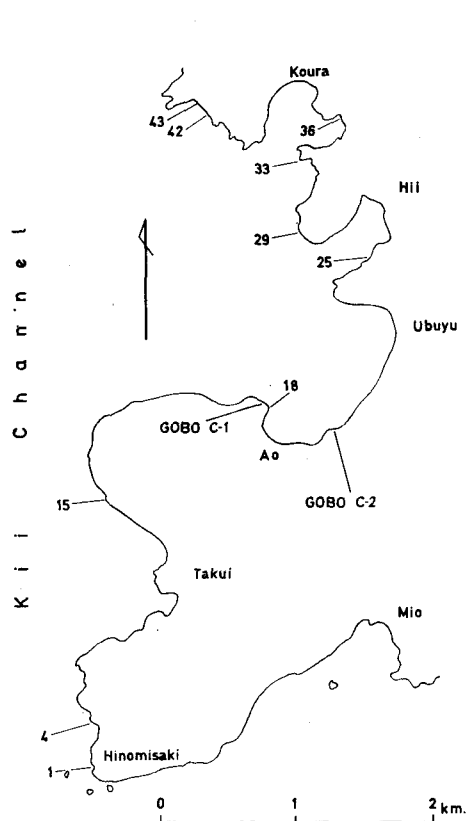 Koura
43
42
36
33
Hii
29
25
Ubuyu
18
GOBO C-1
Ao
GOBO C-2
15
Kii Channel
Takui
Mio
4
Hinomisaki
1
0 1 2 km.